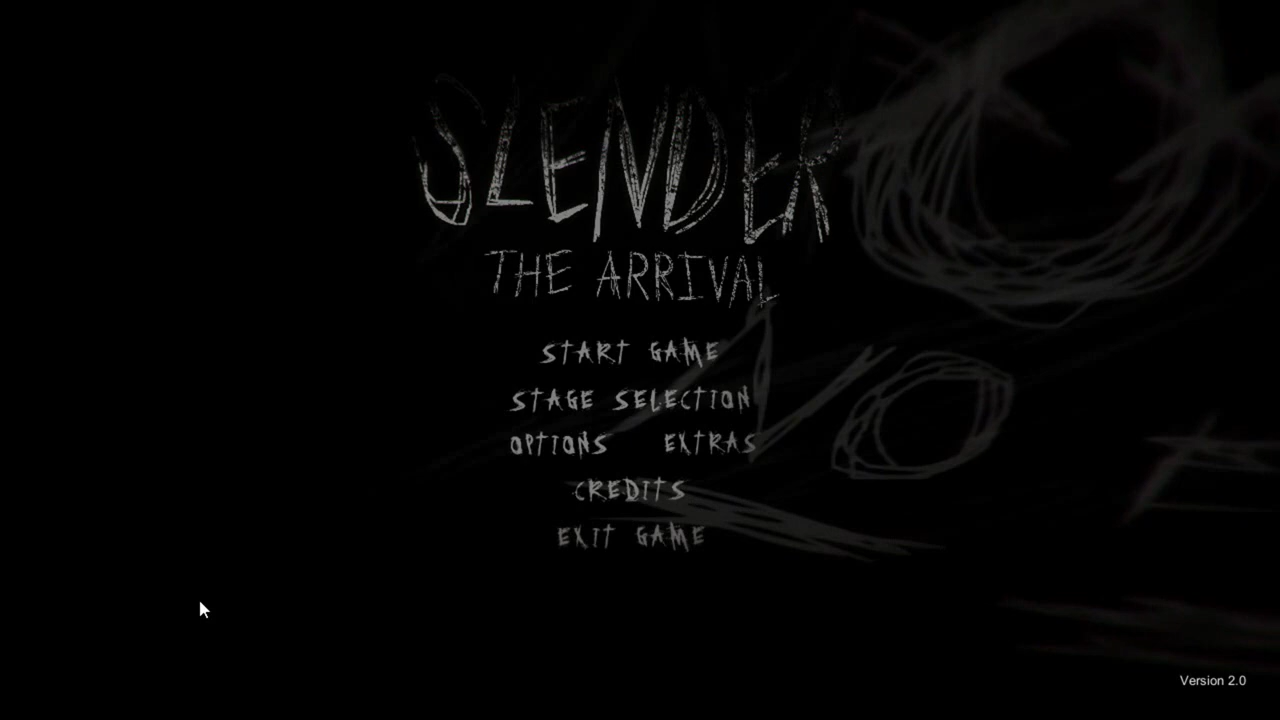 SLENDER
THE ARRIVAL
START GAME
STAGE SELECTION
OPTIONS EXTRAS
CREDITS
EXIT GAME
Version 2.0